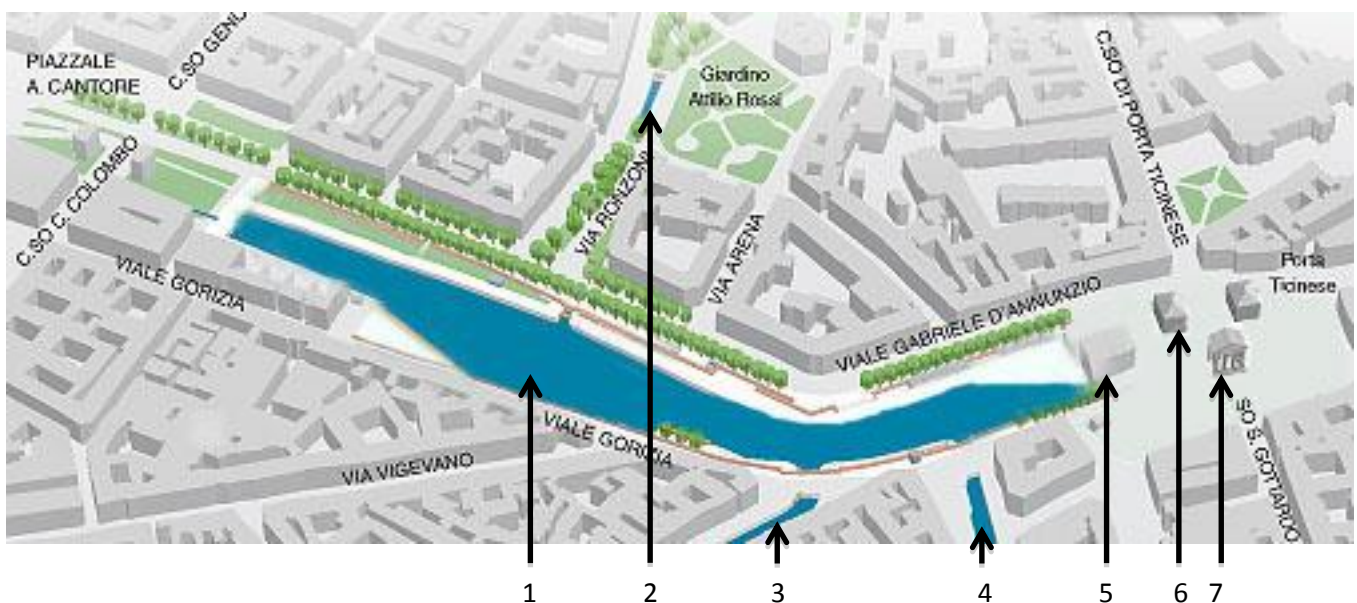 PIAZZALE
A. CANTORE
C.SO GENO
C.SO C. COLOMBO
VIALE GORIZIA
VIA VIGEVANO
VIALE GORIZIA
VIA RONZONI
Giardino
Attilio Rossi
VIA ARENA
VIALE GABRIELE D'ANNUNZIO
C.SO DI PORTA TICINESE
Porta
Ticinese
SO S. GOTTARDO
1 2 3 4 5 6 7